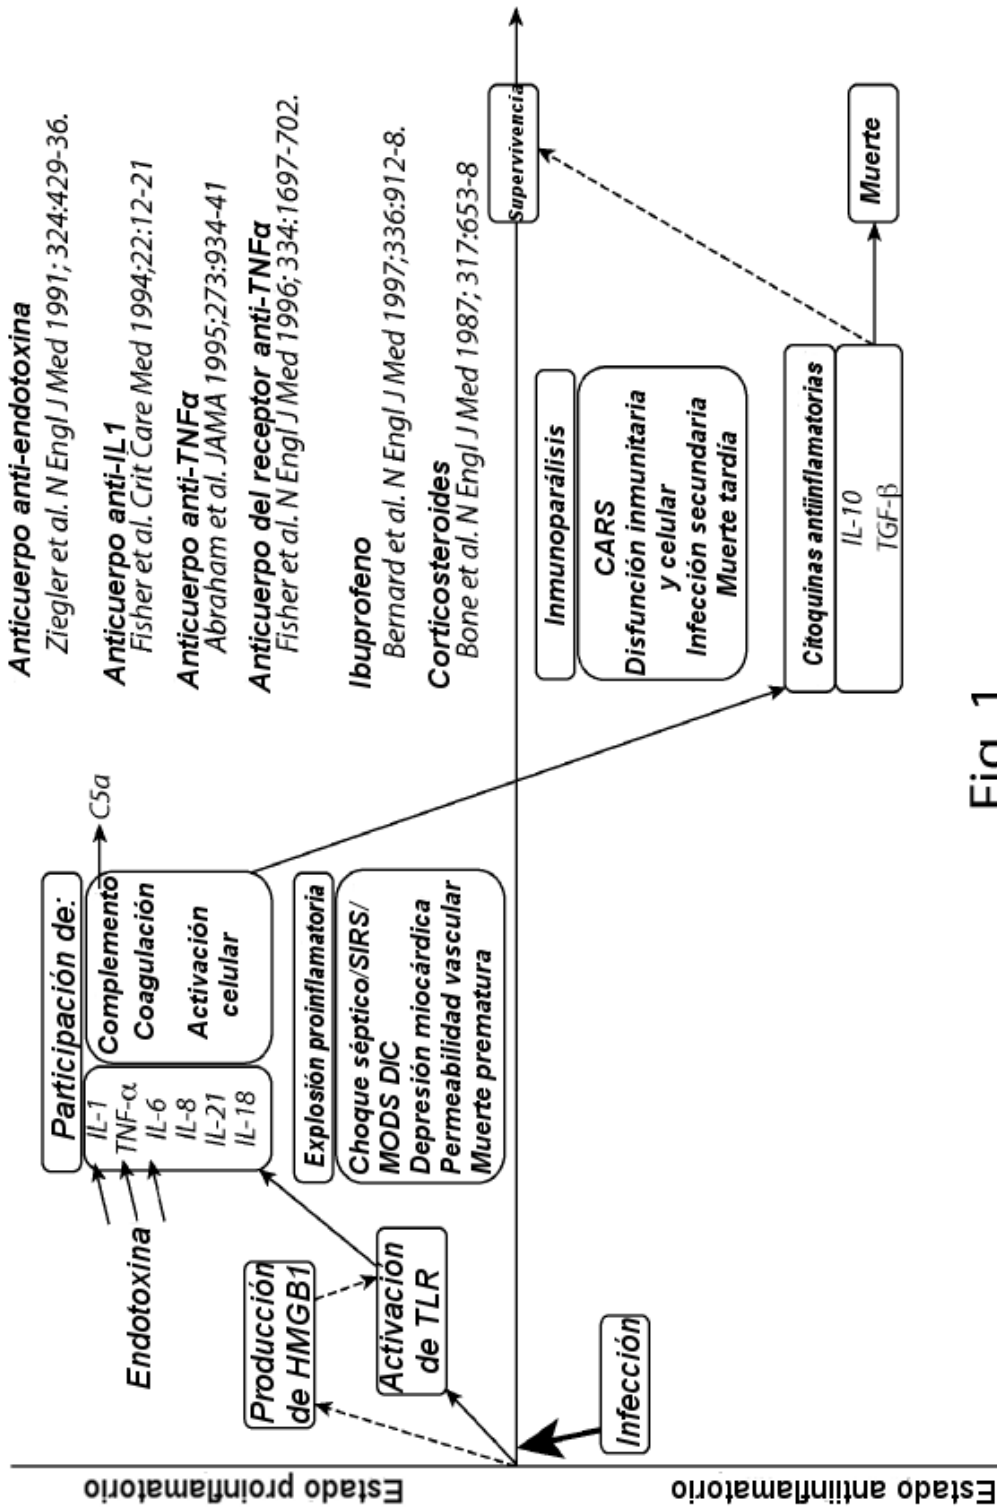 Estado proinflamatorio
Estado antiinflamatorio
Infección
Producción
de HMGB1
Activación
de TLR
Endotoxina
Participación de:
IL-1
TNF-α
IL-6
IL-8
IL-21
IL-18
Complemento
Coagulación
Activación
celular
C5a
Explosión proinflamatoria
Choque séptico/SIRS/
MODS DIC
Depresión miocárdica
Permeabilidad vascular
Muerte prematura
Anticuerpo anti-endotoxina
Ziegler et al. N Engl J Med 1991; 324:429-36.
Anticuerpo anti-IL1
Fisher et al. Crit Care Med 1994;22:12-21
Anticuerpo anti-TNFα
Abraham et al. JAMA 1995;273:934-41
Anticuerpo del receptor anti-TNFα
Fisher et al. N Engl J Med 1996; 334:1697-702.
Ibuprofeno
Bernard et al. N Engl J Med 1997;336:912-8.
Corticosteroides
Bone et al. N Engl J Med 1987; 317:653-8
Inmunoparálisis
CARS
Disfunción inmunitaria
y celular
Infección secundaria
Muerte tardía
Citoquinas antiinflamatorias
IL-10
TGF-β
Supervivencia
Muerte
Fig. 1